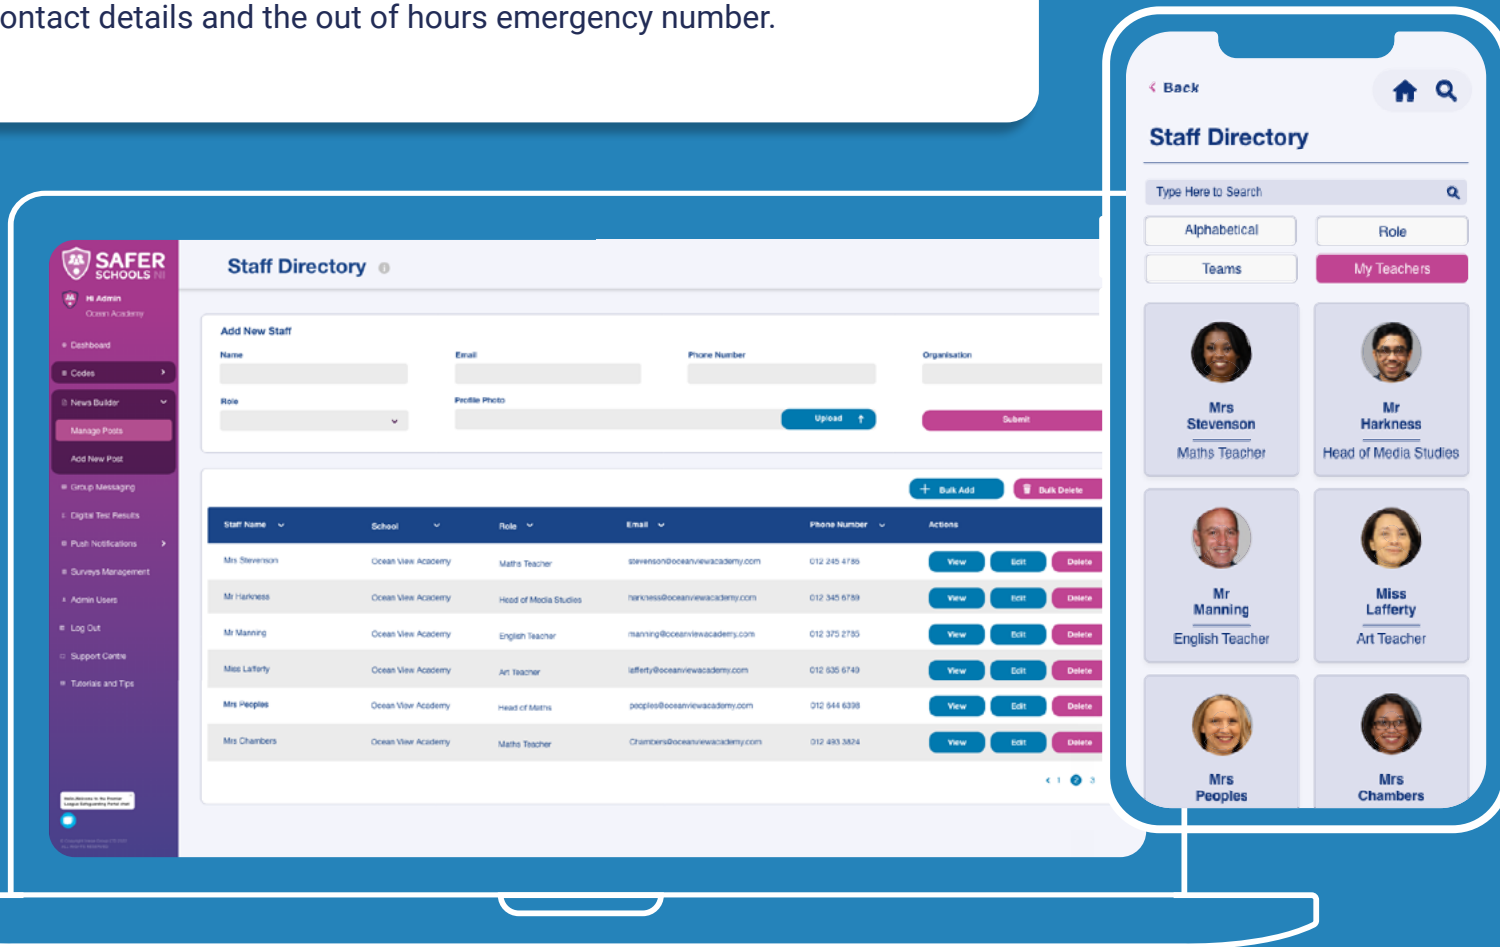 ontact details and the out of hours emergency number.
SAFER
SCHOOLS NI
Hi Admin
Ocean Academy
Dashboard
Codes
News Builder
Manage Posts
Add New Post
Group Messaging
Digital Test Results
Push Notifications
Surveys Management
Admin Users
Log Out
Support Centre
Tutorials and Tips
Staff Directory
Add New Staff
Name Email Phone Number Organisation
Role Profile Photo
Upload Submit
Bulk Add Bulk Delete
Staff Name School Role Email Phone Number Actions
Mrs Stevenson Ocean View Academy Maths Teacher stevenson@oceanviewacademy.com 012 245 4785 View Edit Delete
Mr Harkness Ocean View Academy Head of Media Studies harkness@oceanviewacademy.com 012 345 6789 View Edit Delete
Mr Manning Ocean View Academy English Teacher manning@oceanviewacademy.com 012 375 2785 View Edit Delete
Miss Lafferty Ocean View Academy Art Teacher lafferty@oceanviewacademy.com 012 635 6749 View Edit Delete
Mrs Peoples Ocean View Academy Head of Maths peoples@oceanviewacademy.com 012 644 6398 View Edit Delete
Mrs Chambers Ocean View Academy Maths Teacher Chambers@oceanviewacademy.com 012 493 3824 View Edit Delete
1 2 3
Back
Staff Directory
Type Here to Search
Alphabetical Role
Teams My Teachers
Mrs
Stevenson
Maths Teacher
Mr
Harkness
Head of Media Studies
Mr
Manning
English Teacher
Miss
Lafferty
Art Teacher
Mrs
Peoples
Mrs
Chambers